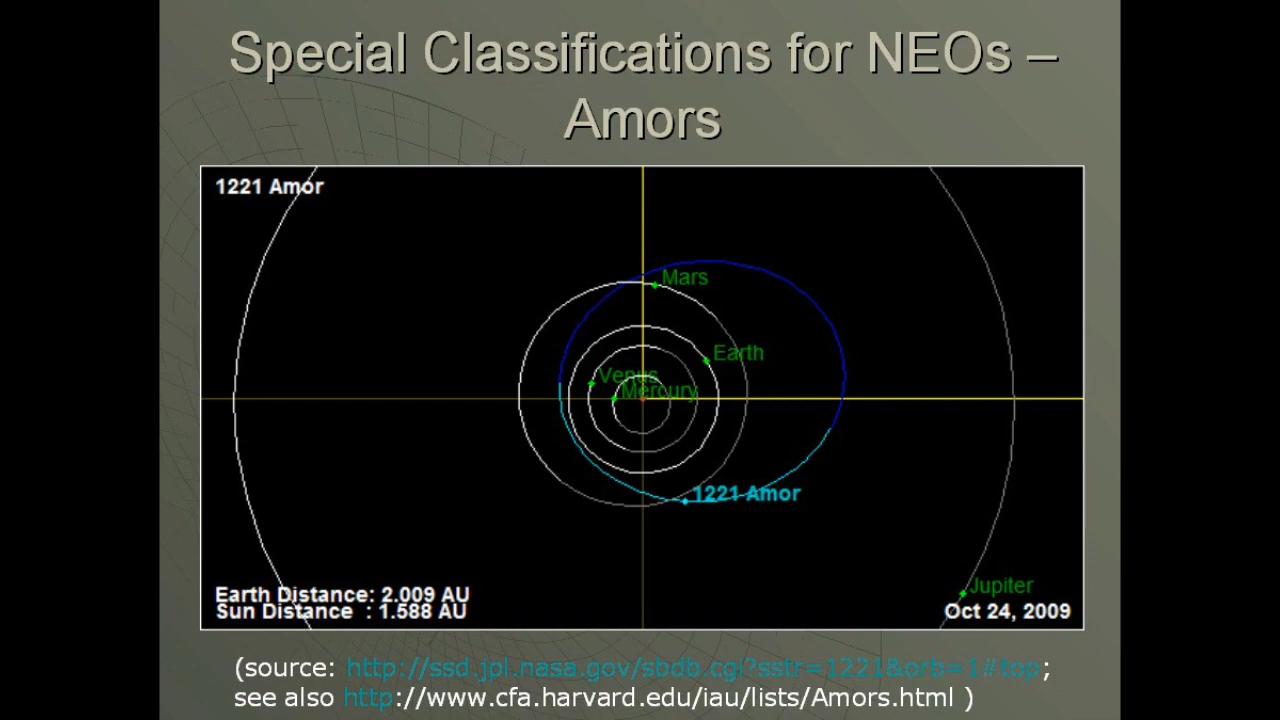 Special Classifications for NEOs –
Amors
1221 Amor
Mars
Earth
Venus
Mercury
1221 Amor
Jupiter
Earth Distance: 2.009 AU
Sun Distance : 1.588 AU
Oct 24, 2009
(source: http://ssd.jpl.nasa.gov/sbdb.cgi?sstr=1221&orb=1#top;
see also http://www.cfa.harvard.edu/iau/lists/Amors.html )